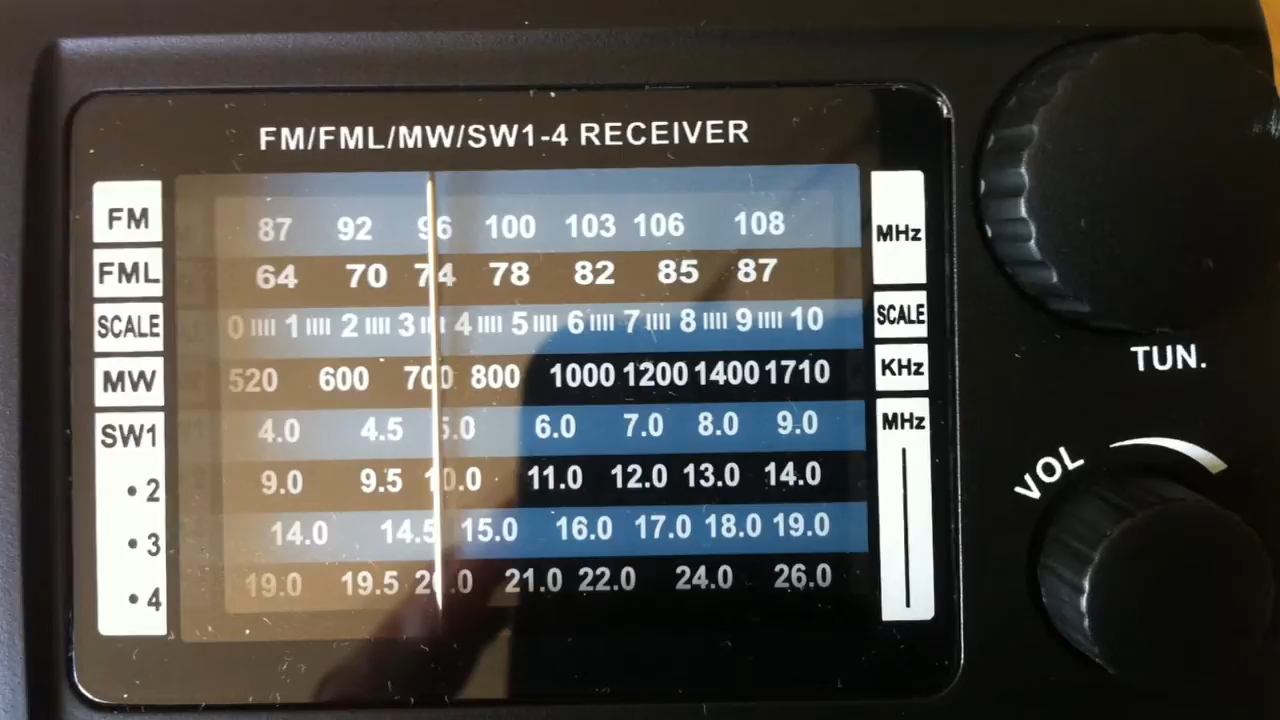 FM/FML/MW/SW1-4 RECEIVER
FM 87 92 96 100 103 106 108 MHz
FML 64 70 74 78 82 85 87
SCALE 0 1 2 3 4 5 6 7 8 9 10 SCALE
MW 520 600 700 800 1000 1200 1400 1710 KHz
SW1 4.0 4.5 5.0 6.0 7.0 8.0 9.0 MHz
• 2 9.0 9.5 10.0 11.0 12.0 13.0 14.0
• 3 14.0 14.5 15.0 16.0 17.0 18.0 19.0
• 4 19.0 19.5 20.0 21.0 22.0 24.0 26.0
TUN.
VOL